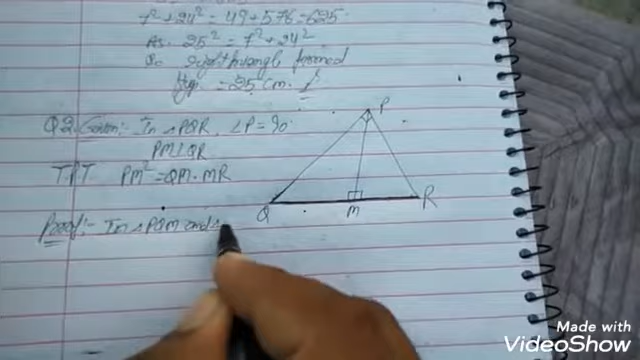 7² + 24² = 49 + 576 = 625
As. 25² = 7² + 24²
So right triangle formed
Hyp. = 25 cm.
Q2. Given:- In △PQR, ∠P = 90°
PM⊥QR
T.P.T PM² = QM·MR
Proof:- In △PQM and △
P
Q
M
R
Made with
VideoShow